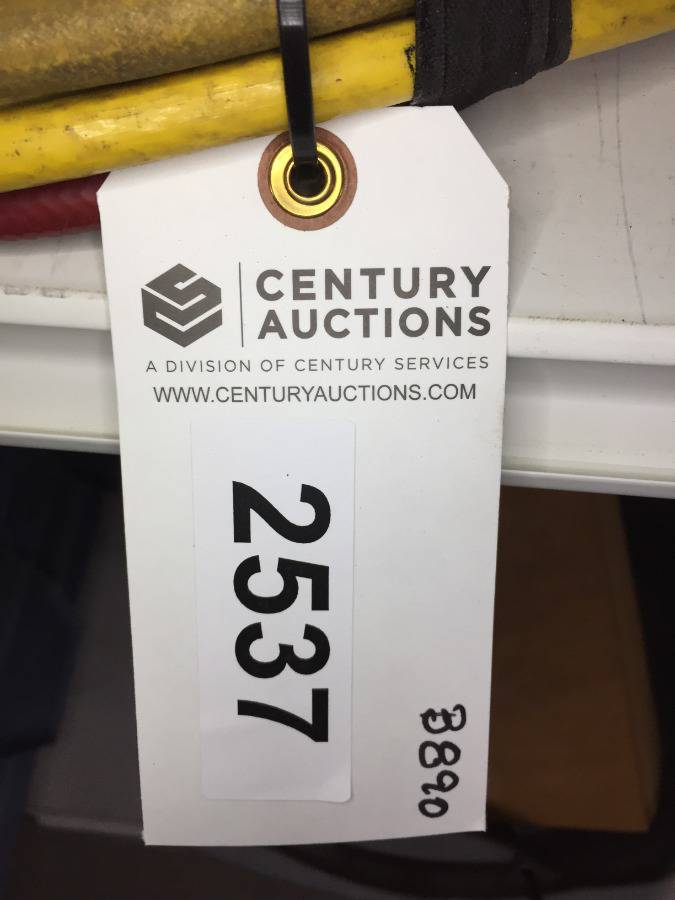 CENTURY
AUCTIONS
A DIVISION OF CENTURY SERVICES
WWW.CENTURYAUCTIONS.COM
2537
B890